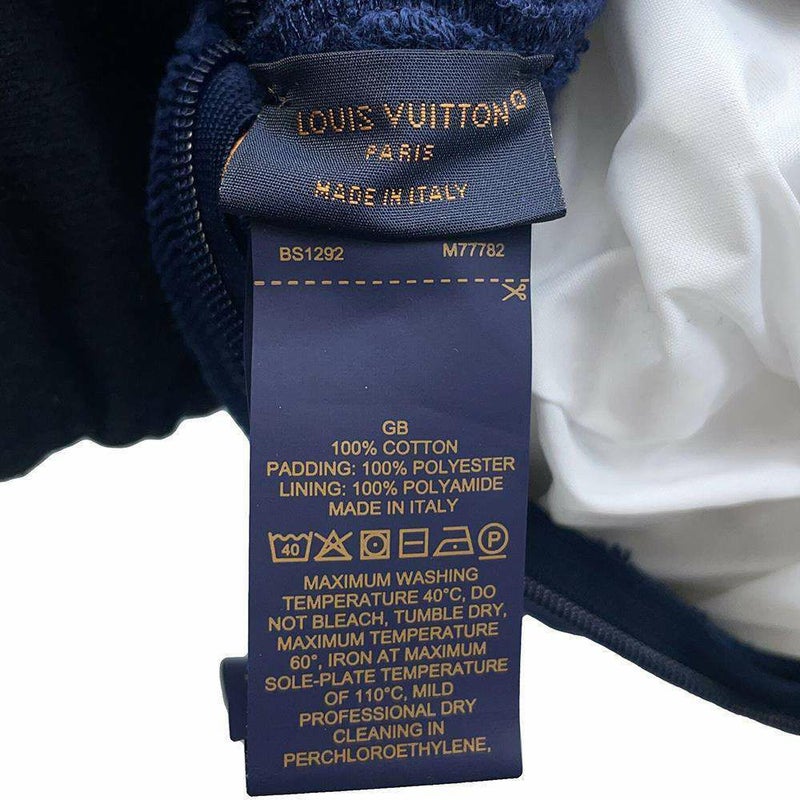 LOUIS VUITTON®
PARIS
MADE IN ITALY
BS1292 M77782
GB
100% COTTON
PADDING: 100% POLYESTER
LINING: 100% POLYAMIDE
MADE IN ITALY
40 P
MAXIMUM WASHING
TEMPERATURE 40°C, DO
NOT BLEACH, TUMBLE DRY,
MAXIMUM TEMPERATURE
60°, IRON AT MAXIMUM
SOLE-PLATE TEMPERATURE
OF 110°C, MILD
PROFESSIONAL DRY
CLEANING IN
PERCHLOROETHYLENE,